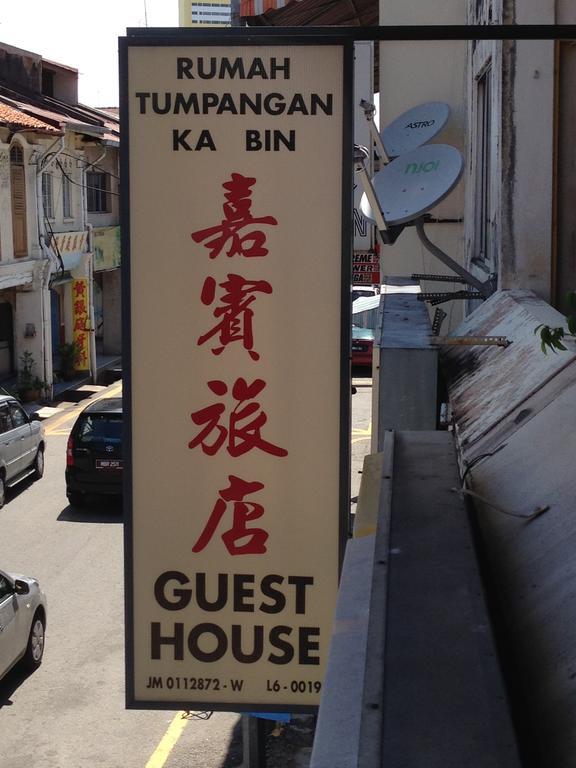 RUMAH
TUMPANGAN
KA BIN
嘉
賓
旅
店
GUEST
HOUSE
JM 0112872 - W L6 - 0019
ASTRO
njoi